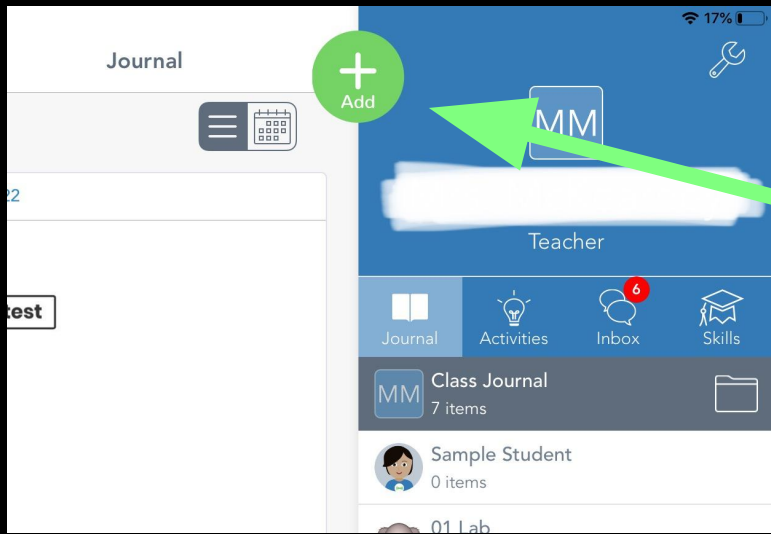 17%
Journal
Add
MM
22
Teacher
test
Journal Activities Inbox 6 Skills
MM Class Journal
7 items
Sample Student
0 items
01 Lab